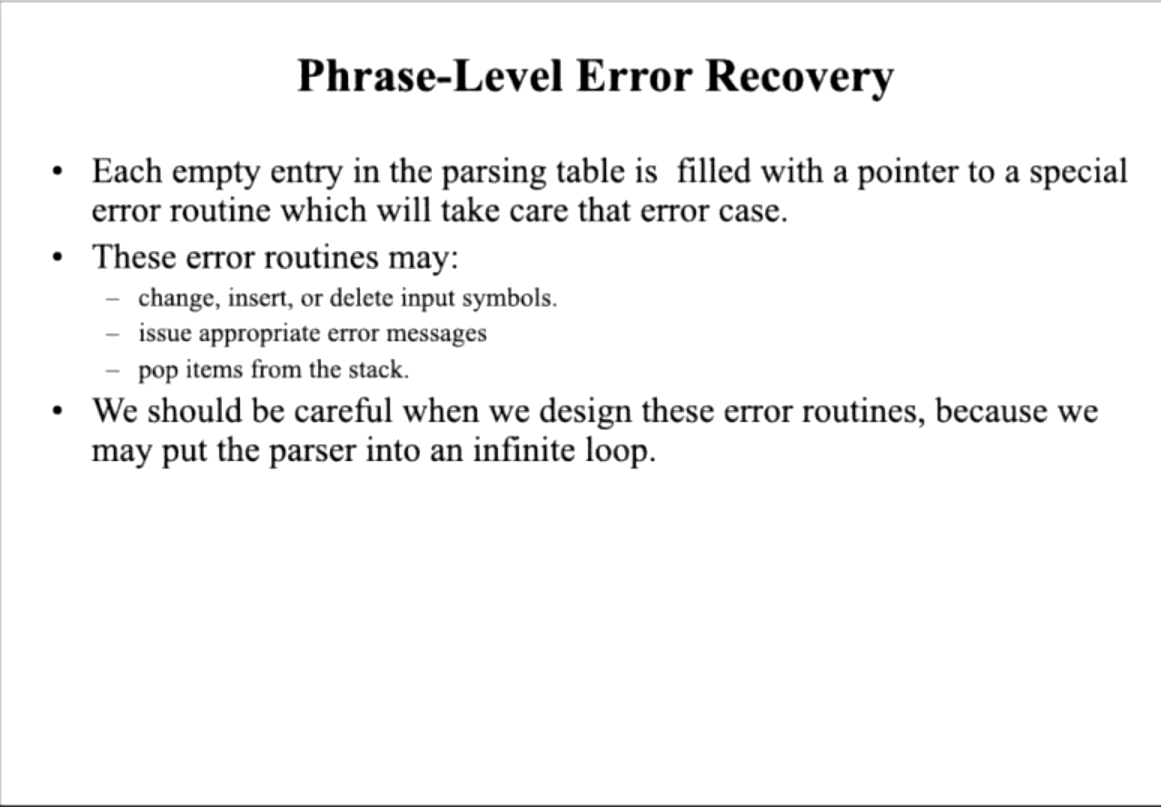 Phrase-Level Error Recovery
• Each empty entry in the parsing table is  filled with a pointer to a special
error routine which will take care that error case.
• These error routines may:
– change, insert, or delete input symbols.
– issue appropriate error messages
– pop items from the stack.
• We should be careful when we design these error routines, because we
may put the parser into an infinite loop.